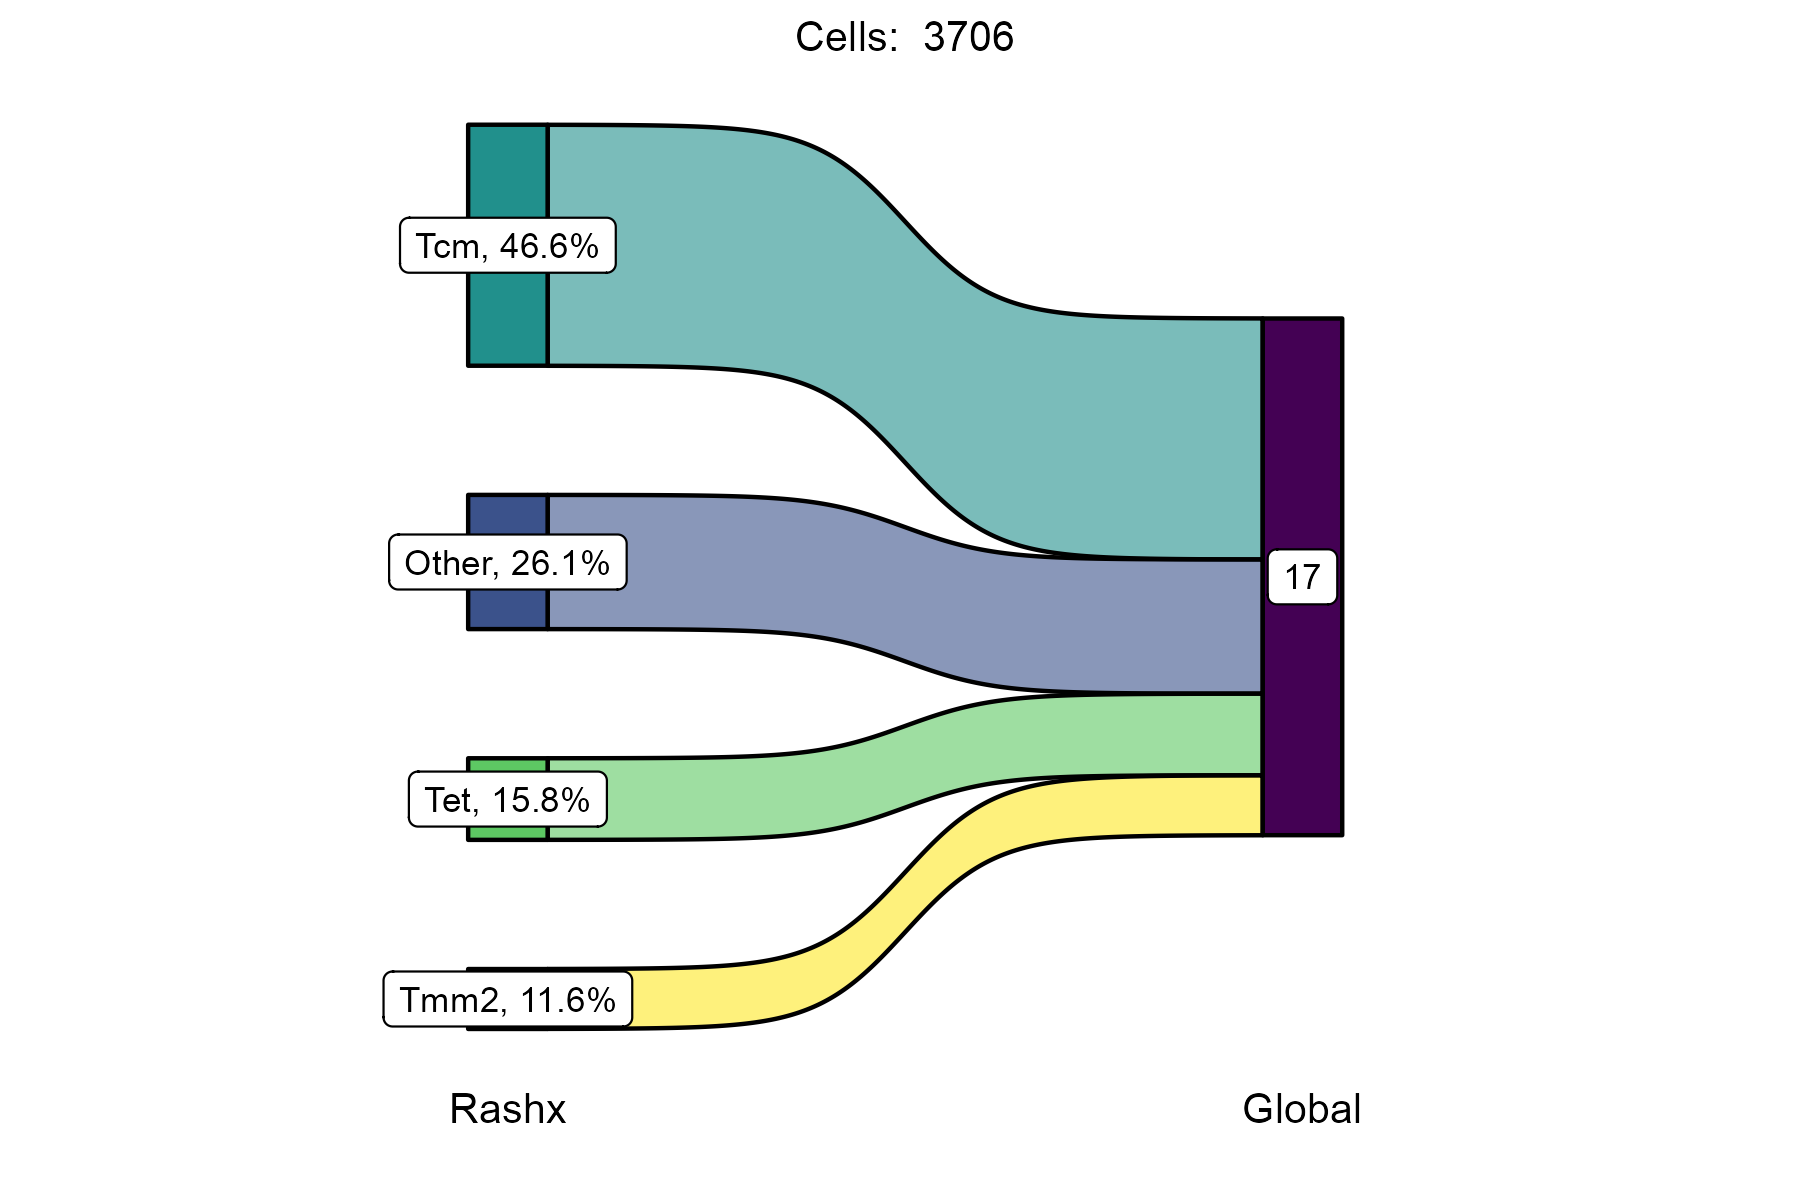 Cells:  3706
Tcm, 46.6%
Other, 26.1%
17
Tet, 15.8%
Tmm2, 11.6%
Rashx
Global